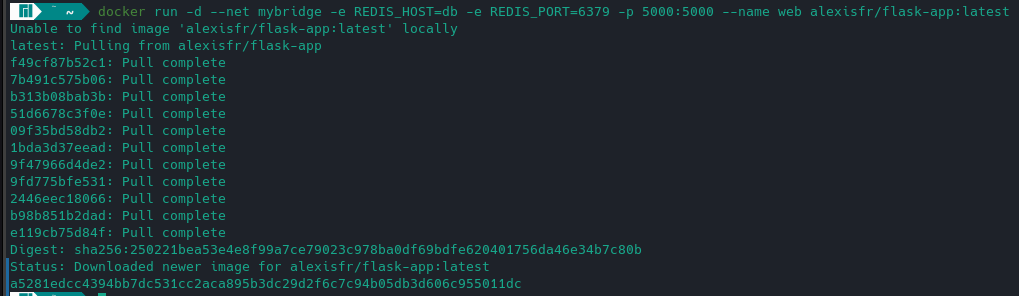 ~ docker run -d --net mybridge -e REDIS_HOST=db -e REDIS_PORT=6379 -p 5000:5000 --name web alexisfr/flask-app:latest
Unable to find image 'alexisfr/flask-app:latest' locally
latest: Pulling from alexisfr/flask-app
f49cf87b52c1: Pull complete
7b491c575b06: Pull complete
b313b08bab3b: Pull complete
51d6678c3f0e: Pull complete
09f35bd58db2: Pull complete
1bda3d37eead: Pull complete
9f47966d4de2: Pull complete
9fd775bfe531: Pull complete
2446eec18066: Pull complete
b98b851b2dad: Pull complete
e119cb75d84f: Pull complete
Digest: sha256:250221bea53e4e8f99a7ce79023c978ba0df69bdfe620401756da46e34b7c80b
Status: Downloaded newer image for alexisfr/flask-app:latest
a5281edcc4394bb7dc531cc2aca895b3dc29d2f6c7c94b05db3d606c955011dc